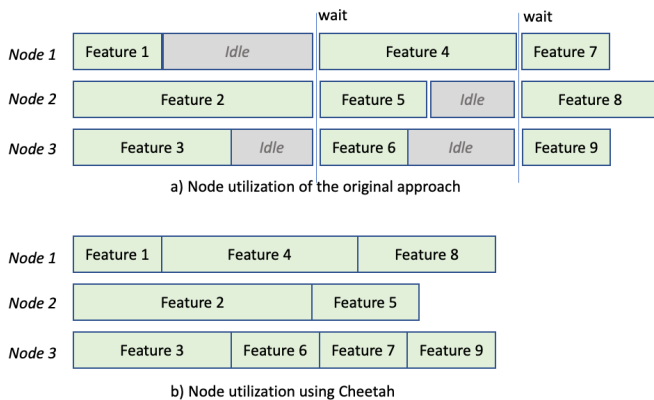 wait wait
Node 1 Feature 1 Idle Feature 4 Feature 7
Node 2 Feature 2 Feature 5 Idle Feature 8
Node 3 Feature 3 Idle Feature 6 Idle Feature 9
a) Node utilization of the original approach
Node 1 Feature 1 Feature 4 Feature 8
Node 2 Feature 2 Feature 5
Node 3 Feature 3 Feature 6 Feature 7 Feature 9
b) Node utilization using Cheetah